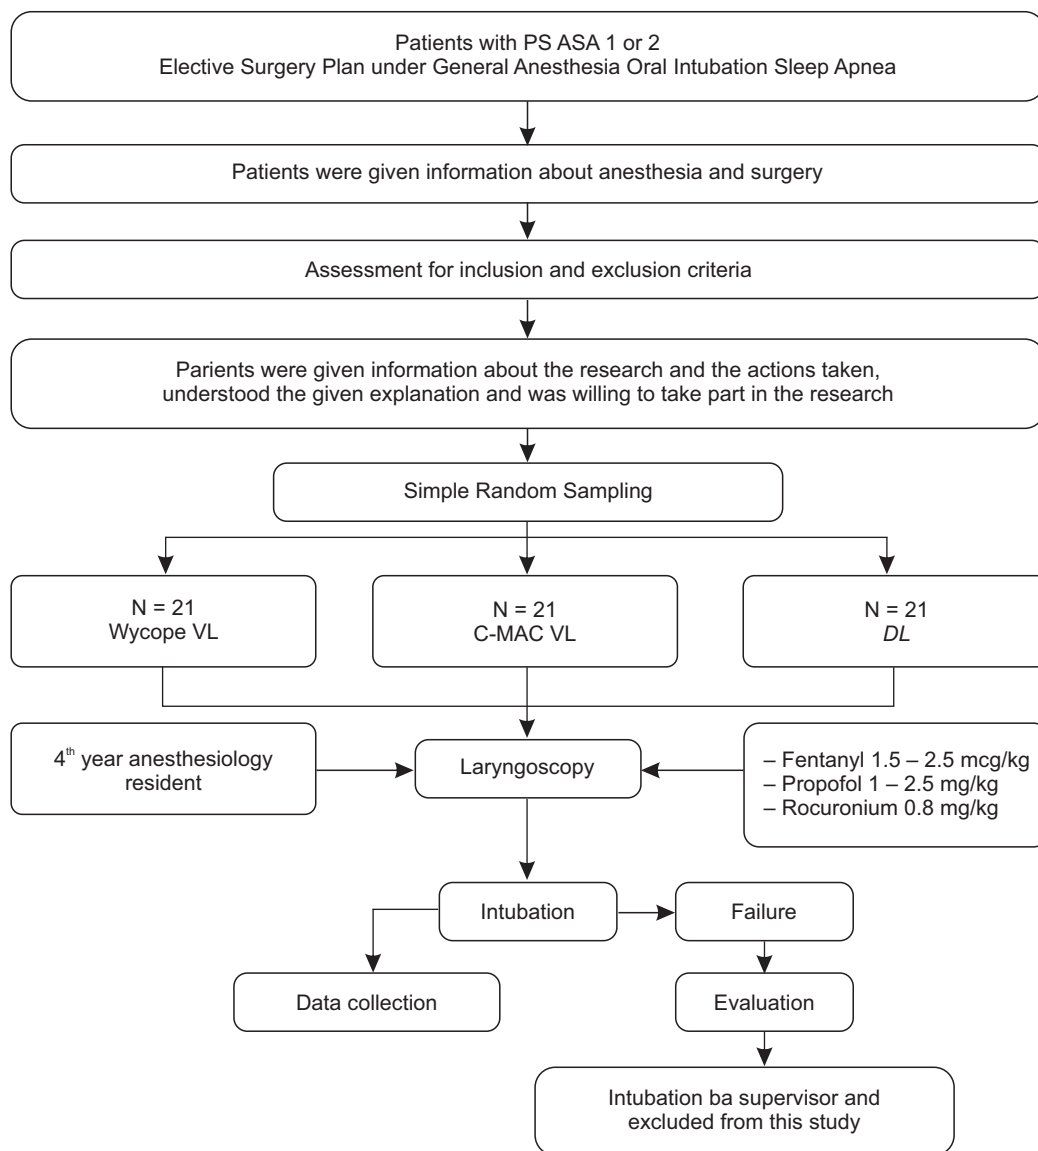 Patients with PS ASA 1 or 2
Elective Surgery Plan under General Anesthesia Oral Intubation Sleep Apnea
Patients were given information about anesthesia and surgery
Assessment for inclusion and exclusion criteria
Parients were given information about the research and the actions taken,
understood the given explanation and was willing to take part in the research
Simple Random Sampling
N = 21
Wycope VL
N = 21
C-MAC VL
N = 21
DL
4th year anesthesiology
resident
Laryngoscopy
– Fentanyl 1.5 – 2.5 mcg/kg
– Propofol 1 – 2.5 mg/kg
– Rocuronium 0.8 mg/kg
Intubation
Failure
Data collection
Evaluation
Intubation ba supervisor and
excluded from this study